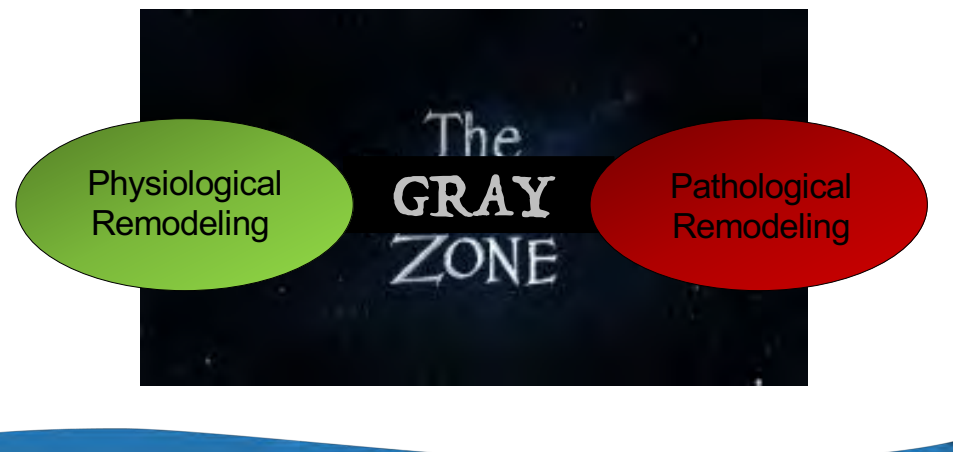 The
GRAY
ZONE
Physiological
Remodeling
Pathological
Remodeling